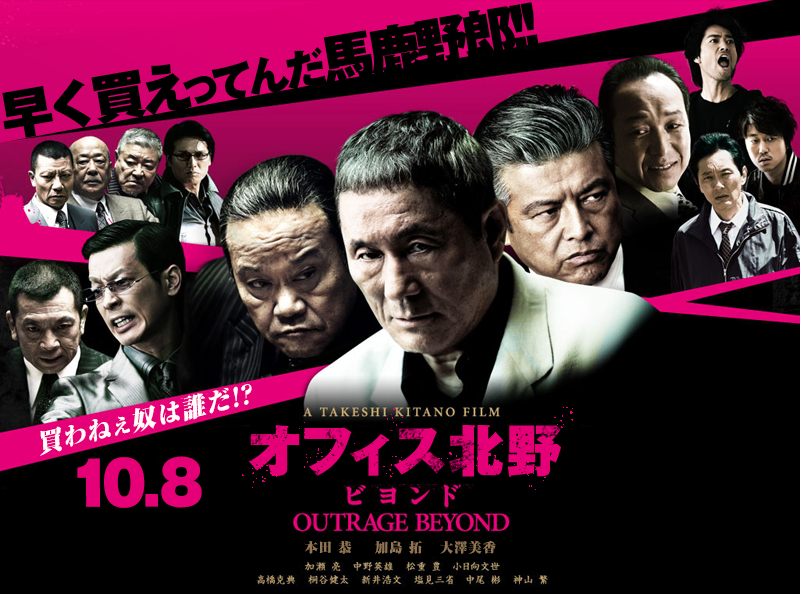 早く買えってんだ馬鹿野郎!!
買わねぇ奴は誰だ!?
10.8
A TAKESHI KITANO FILM
オフィス北野
ビヨンド
OUTRAGE BEYOND
本田 恭 加島 拓 大澤美香
加瀬 亮 中野英雄 松重 豊 小日向文世
高橋克典 桐谷健太 新井浩文 塩見三省 中尾 彬 神山 繁